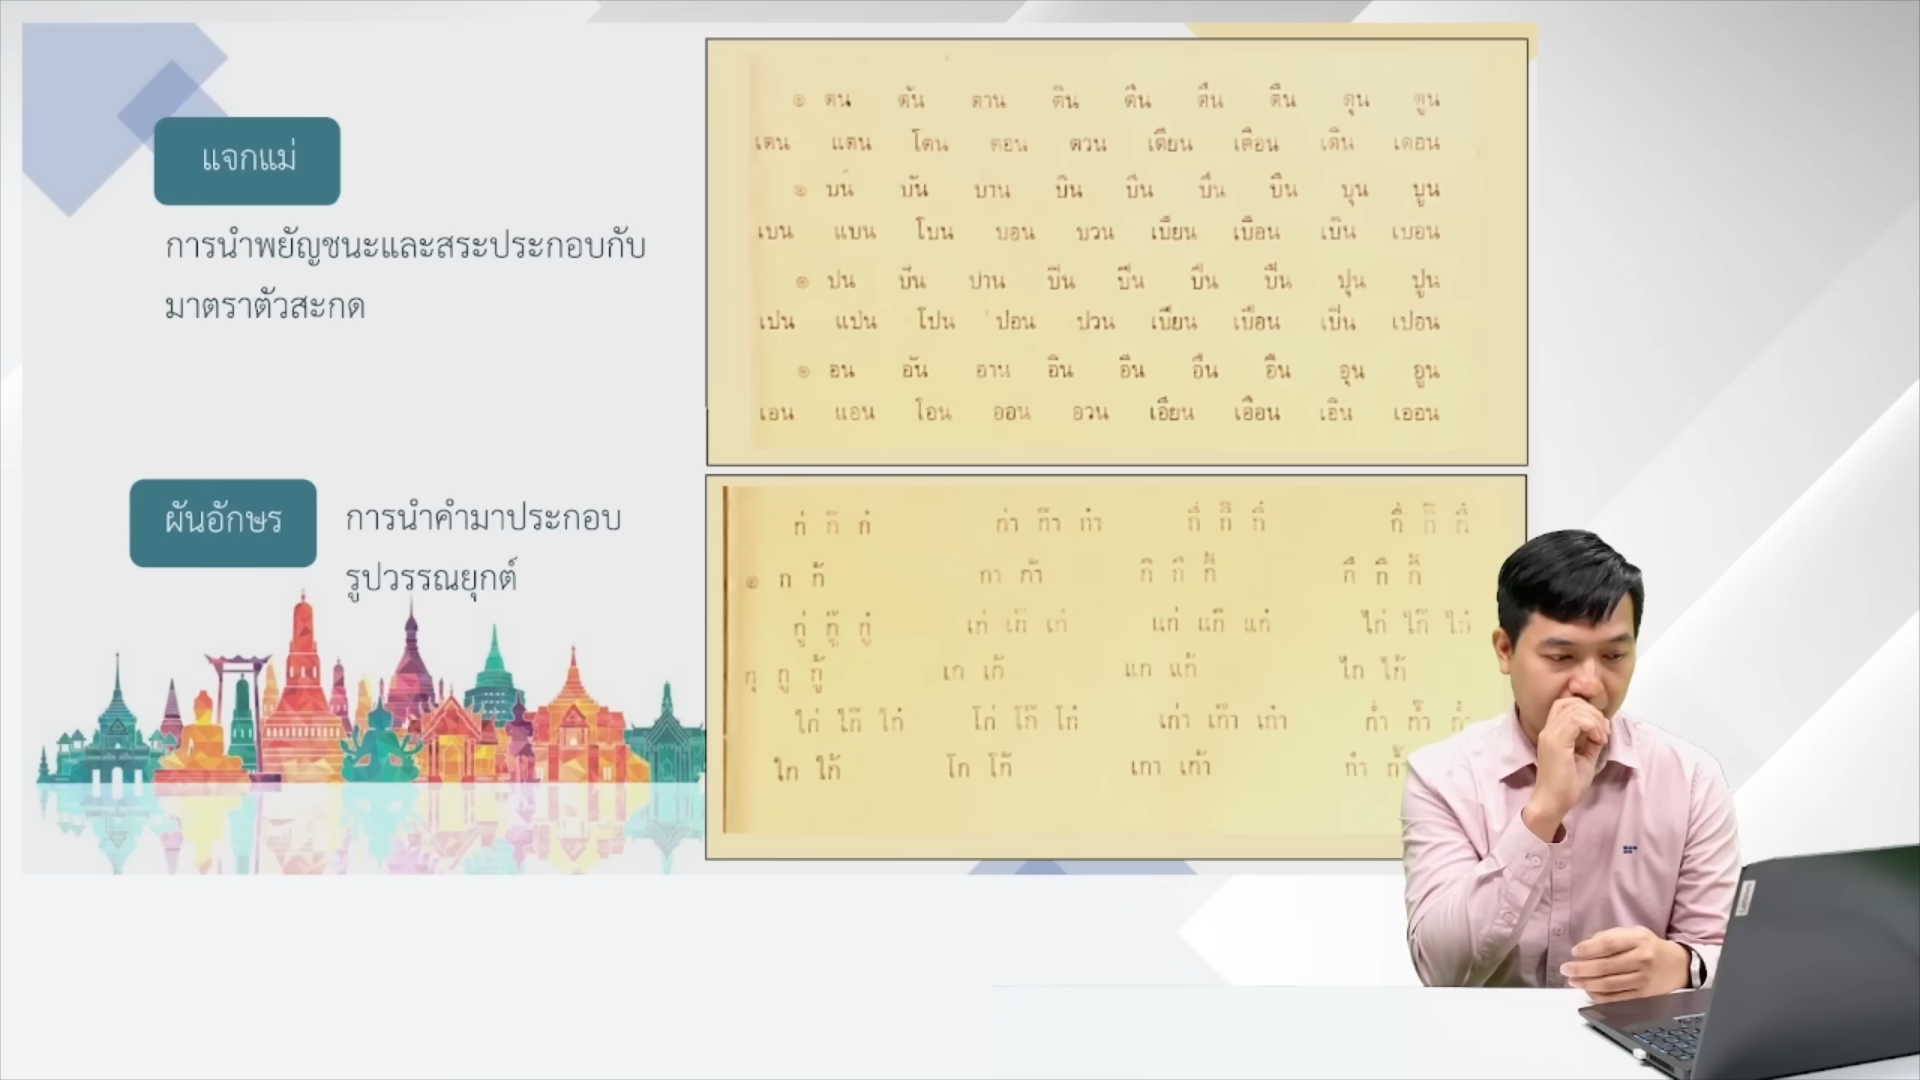 แจกแม่
การนำพยัญชนะและสระประกอบกับ
มาตราตัวสะกด
๏ ตน ตัน ตาน ติน ตีน ตึน ตืน ตุน ตูน
เตน แตน โตน ตอน ตวน เตียน เตือน เติน เตอน
๏ บน บัน บาน บิน บีน บึน บืน บุน บูน
เบน แบน โบน บอน บวน เบียน เบือน เบิน เบอน
๏ ปน ปัน ปาน ปิน ปีน ปึน ปืน ปุน ปูน
เปน แปน โปน ปอน ปวน เปียน เปือน เปิน เปอน
๏ อน อัน อาน อิน อีน อึน อืน อุน อูน
เอน แอน โอน ออน อวน เอียน เอือน เอิน เออน
ผันอักษร
การนำคำมาประกอบ
รูปวรรณยุกต์
ก่ ก๊ ก๋ ก่า ก๊า ก๋า
๏ ก ก้ กา ก้า
กู่ กู๊ กู๋ เก่ เก๊ เก๋ แก่ แก๊ แก๋ ไก่ ไก๊ ไก๋
กุ กู กู้ เก เก้ แก แก้ ไก ไก้
ใก่ ใก๊ ใก๋ โก่ โก๊ โก๋ เก่า เก๊า เก๋า ก่ำ ก๊ำ
ใก ใก้ โก โก้ เกา เก้า กำ